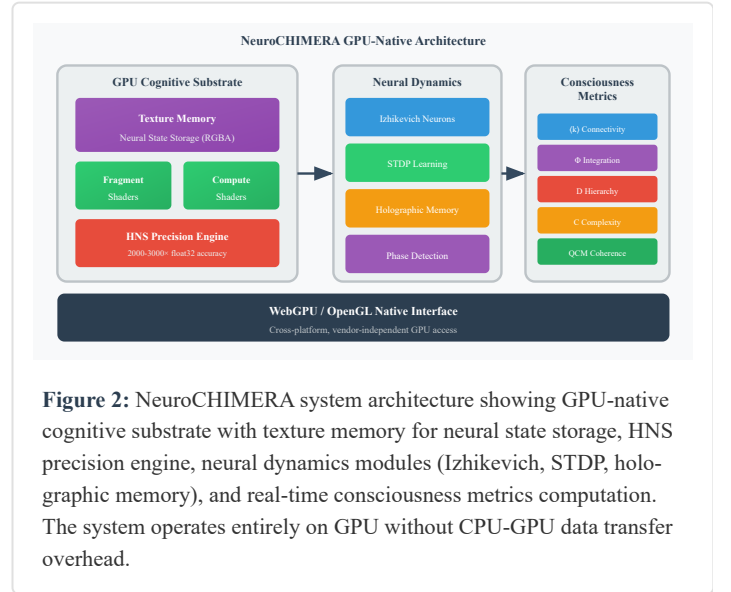 NeuroCHIMERA GPU-Native Architecture
GPU Cognitive Substrate
Texture Memory
Neural State Storage (RGBA)
Fragment
Shaders
Compute
Shaders
HNS Precision Engine
2000-3000× float32 accuracy
Neural Dynamics
Izhikevich Neurons
STDP Learning
Holographic Memory
Phase Detection
Consciousness
Metrics
⟨k⟩ Connectivity
Φ Integration
D Hierarchy
C Complexity
QCM Coherence
WebGPU / OpenGL Native Interface
Cross-platform, vendor-independent GPU access
Figure 2: NeuroCHIMERA system architecture showing GPU-native
cognitive substrate with texture memory for neural state storage, HNS
precision engine, neural dynamics modules (Izhikevich, STDP, holo-
graphic memory), and real-time consciousness metrics computation.
The system operates entirely on GPU without CPU-GPU data transfer
overhead.